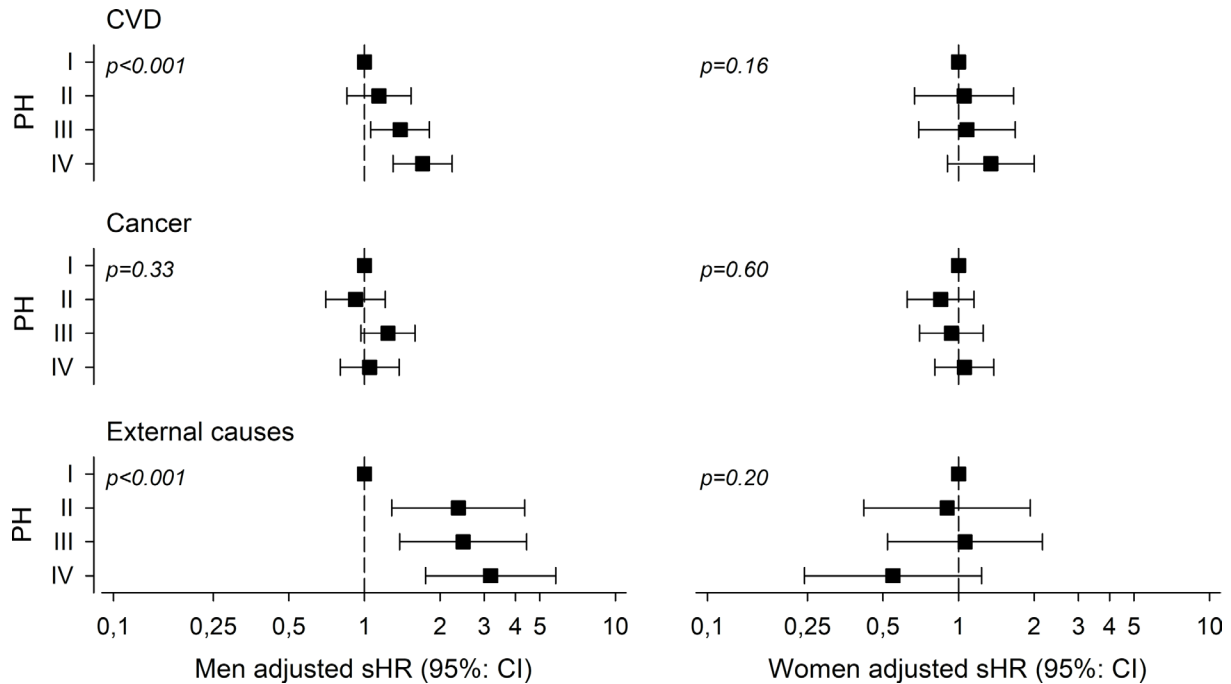 CVD
I
p<0.001
p=0.16
II
III
IV
PH
Cancer
I
p=0.33
p=0.60
II
III
IV
PH
External causes
I
p<0.001
p=0.20
II
III
IV
PH
0,1 0,25 0,5 1 2 3 4 5 10
0,1 0,25 0,5 1 2 3 4 5 10
Men adjusted sHR (95%: CI)
Women adjusted sHR (95%: CI)